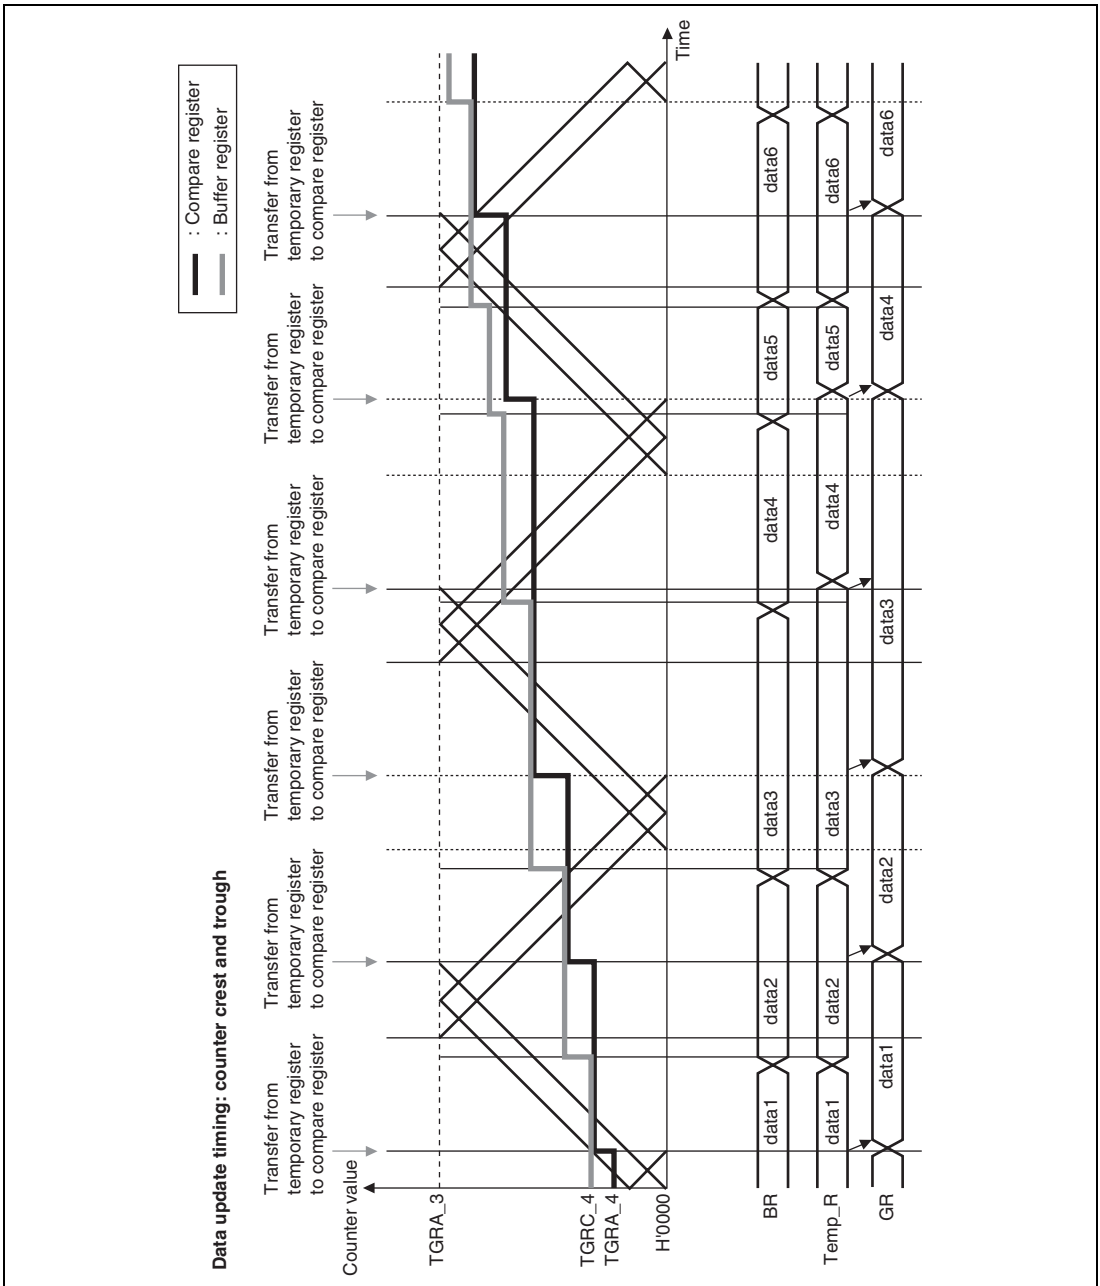 Data update timing: counter crest and trough
: Compare register
: Buffer register
Transfer from
temporary register
to compare register
Transfer from
temporary register
to compare register
Transfer from
temporary register
to compare register
Transfer from
temporary register
to compare register
Transfer from
temporary register
to compare register
Transfer from
temporary register
to compare register
Counter value
TGRA_3
TGRC_4
TGRA_4
H'0000
Time
BR
data1
data2
data3
data4
data5
data6
Temp_R
data1
data2
data3
data4
data5
data6
GR
data1
data2
data3
data4
data6